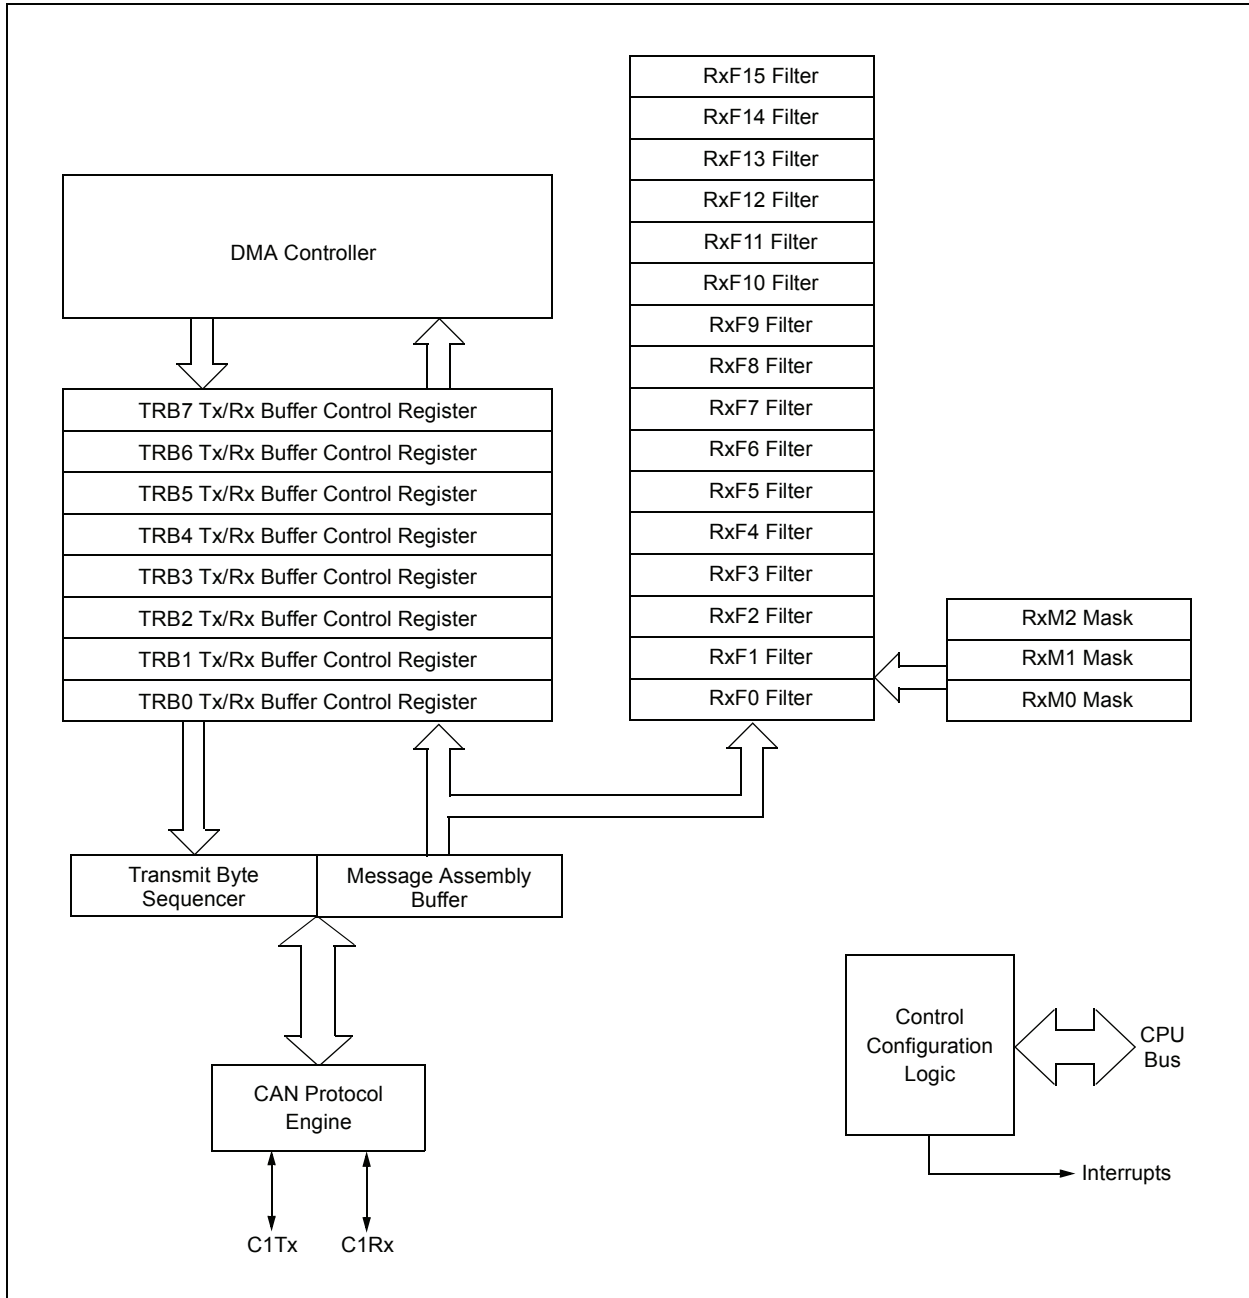 RxF15 Filter
RxF14 Filter
RxF13 Filter
RxF12 Filter
RxF11 Filter
RxF10 Filter
RxF9 Filter
RxF8 Filter
RxF7 Filter
RxF6 Filter
RxF5 Filter
RxF4 Filter
RxF3 Filter
RxF2 Filter
RxF1 Filter
RxF0 Filter
DMA Controller
TRB7 Tx/Rx Buffer Control Register
TRB6 Tx/Rx Buffer Control Register
TRB5 Tx/Rx Buffer Control Register
TRB4 Tx/Rx Buffer Control Register
TRB3 Tx/Rx Buffer Control Register
TRB2 Tx/Rx Buffer Control Register
TRB1 Tx/Rx Buffer Control Register
TRB0 Tx/Rx Buffer Control Register
RxM2 Mask
RxM1 Mask
RxM0 Mask
Transmit Byte
Sequencer
Message Assembly
Buffer
CAN Protocol
Engine
C1Tx
C1Rx
Control
Configuration
Logic
CPU
Bus
Interrupts